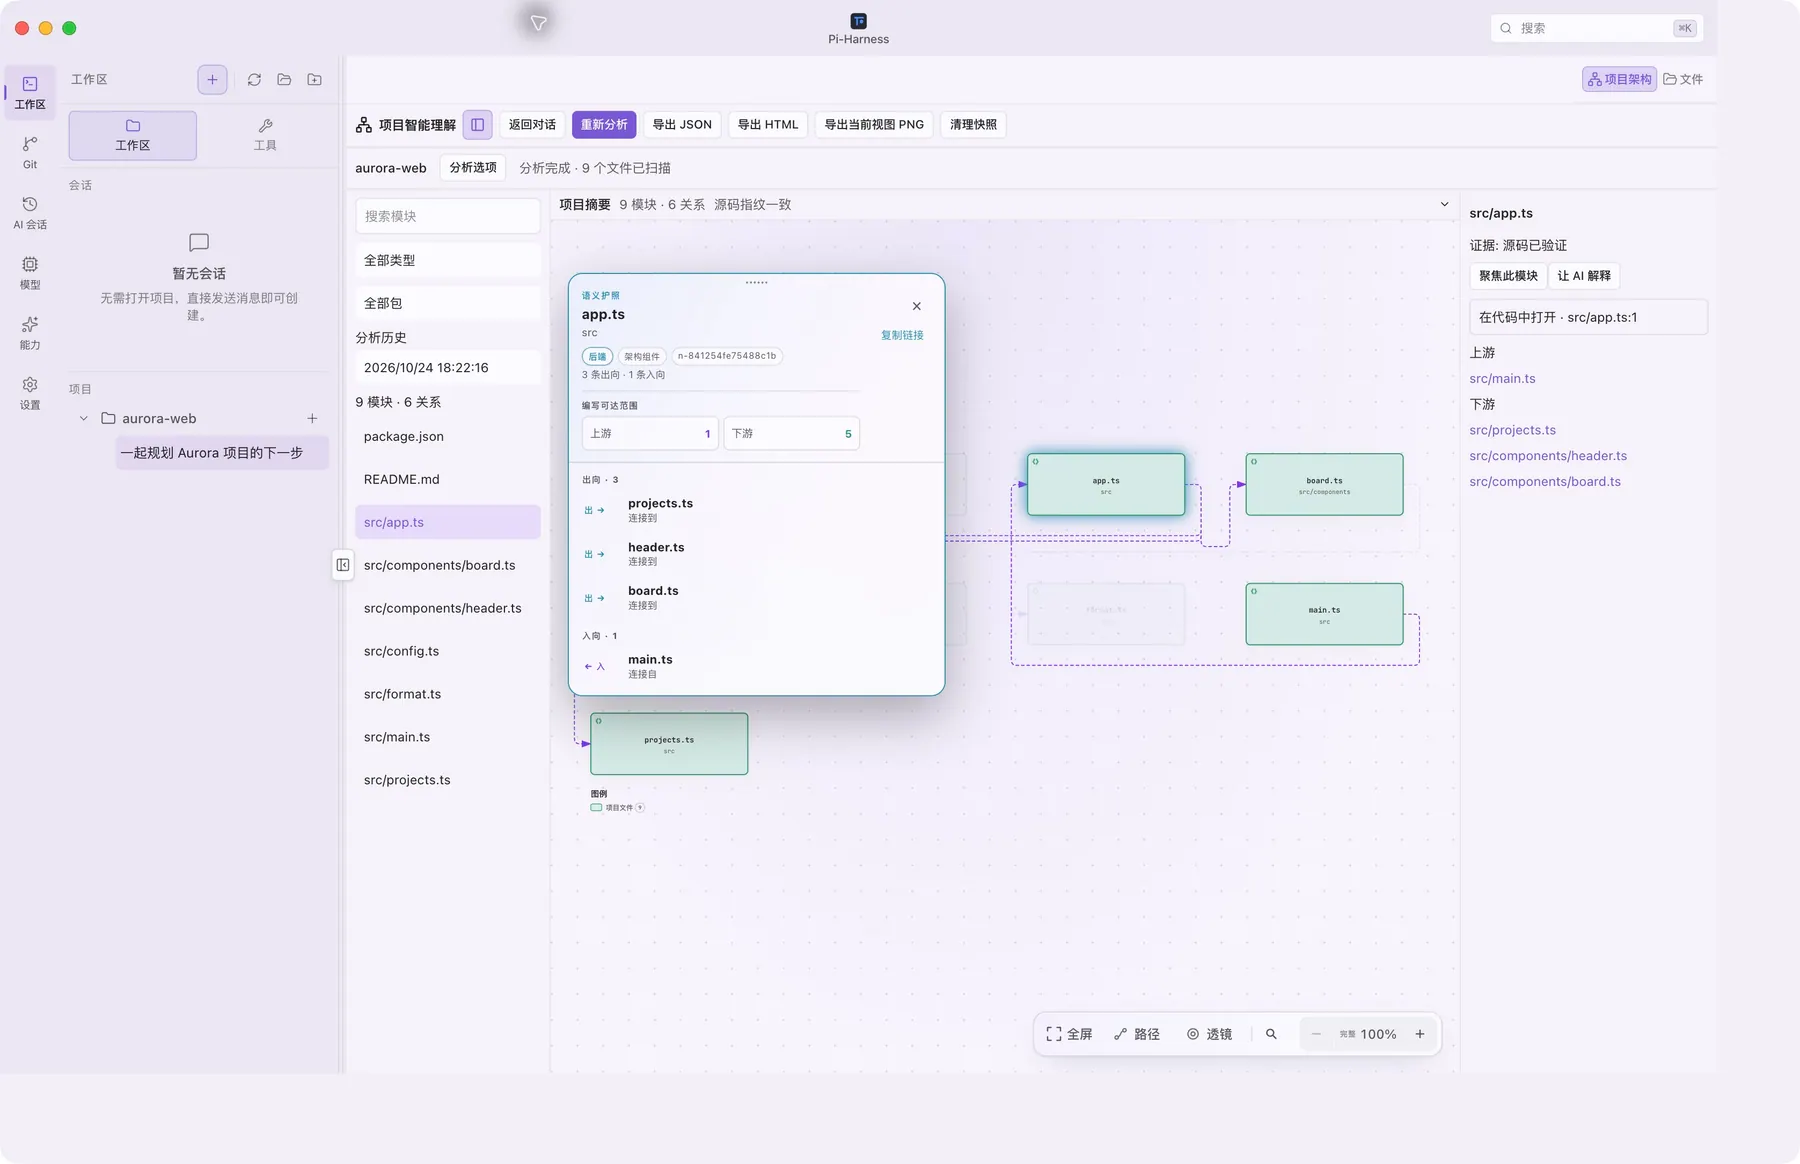 Pi-Harness
搜索
⌘K
工作区
Git
AI 会话
模型
能力
设置
工作区
工作区
工具
会话
暂无会话
无需打开项目，直接发送消息即可创
建。
项目
aurora-web
一起规划 Aurora 项目的下一步
项目架构
文件
项目智能理解
返回对话
重新分析
导出 JSON
导出 HTML
导出当前视图 PNG
清理快照
aurora-web
分析选项
分析完成 · 9 个文件已扫描
搜索模块
全部类型
全部包
分析历史
2026/10/24 18:22:16
9 模块 · 6 关系
package.json
README.md
src/app.ts
src/components/board.ts
src/components/header.ts
src/config.ts
src/format.ts
src/main.ts
src/projects.ts
项目摘要 9 模块 · 6 关系 源码指纹一致
语义护照
app.ts
src
复制链接
后端
架构组件
n-841254fe75488c1b
3 条出向 · 1 条入向
编写可达范围
上游 1
下游 5
出向 · 3
出 → projects.ts
连接到
出 → header.ts
连接到
出 → board.ts
连接到
入向 · 1
← 入 main.ts
连接自
app.ts
src
board.ts
src/components
format.ts
main.ts
src
projects.ts
src
图例
项目文件 9
全屏
路径
透镜
完整 100%
src/app.ts
证据: 源码已验证
聚焦此模块
让 AI 解释
在代码中打开 · src/app.ts:1
上游
src/main.ts
下游
src/projects.ts
src/components/header.ts
src/components/board.ts